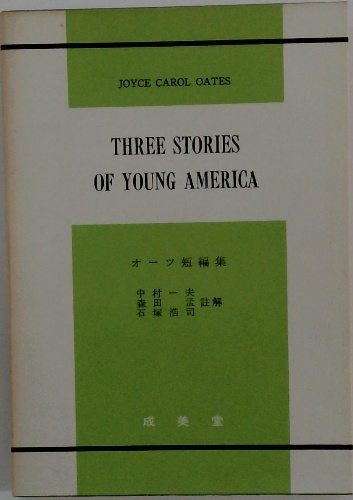 JOYCE CAROL OATES
THREE STORIES
OF YOUNG AMERICA
オーツ短編集
中村一夫
森田 孟 註解
石塚浩司
成美堂